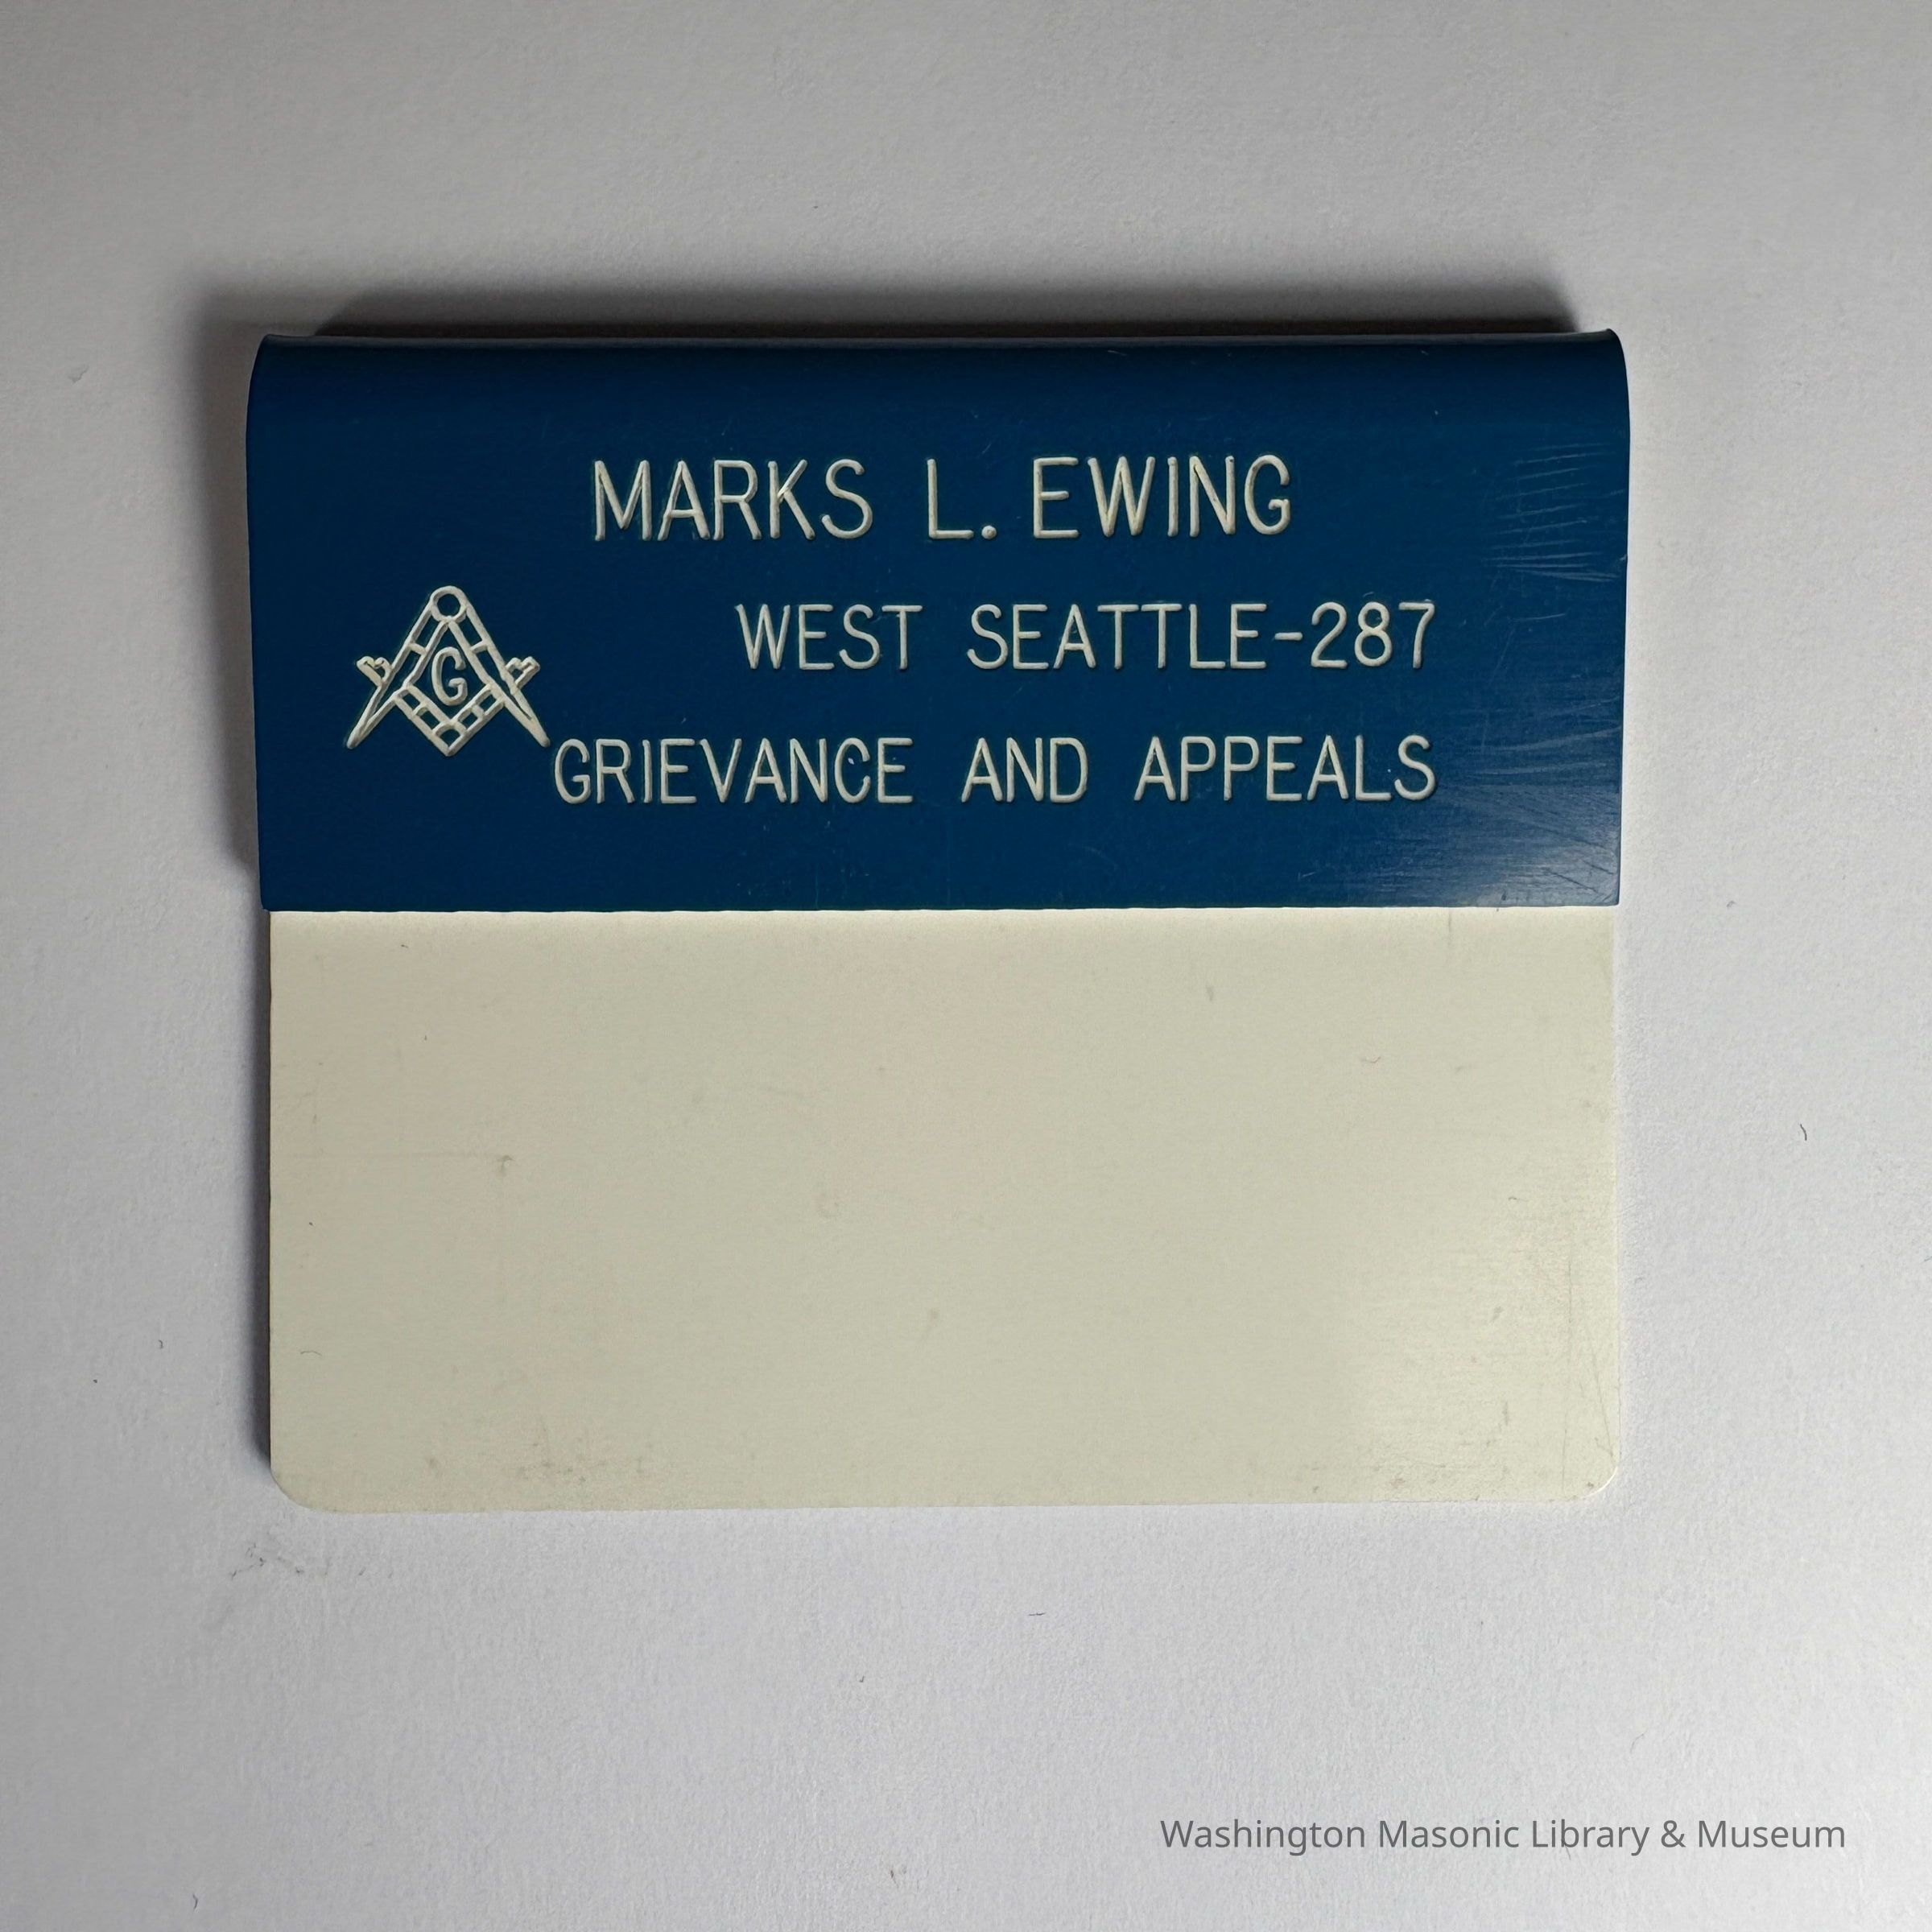 MARKS L. EWING
WEST SEATTLE-287
G
GRIEVANCE AND APPEALS
Washington Masonic Library & Museum